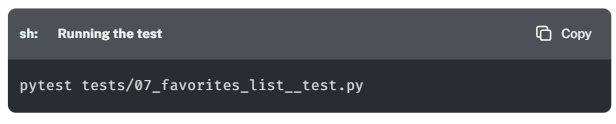 sh: Running the test Copy
pytest tests/07_favorites_list__test.py